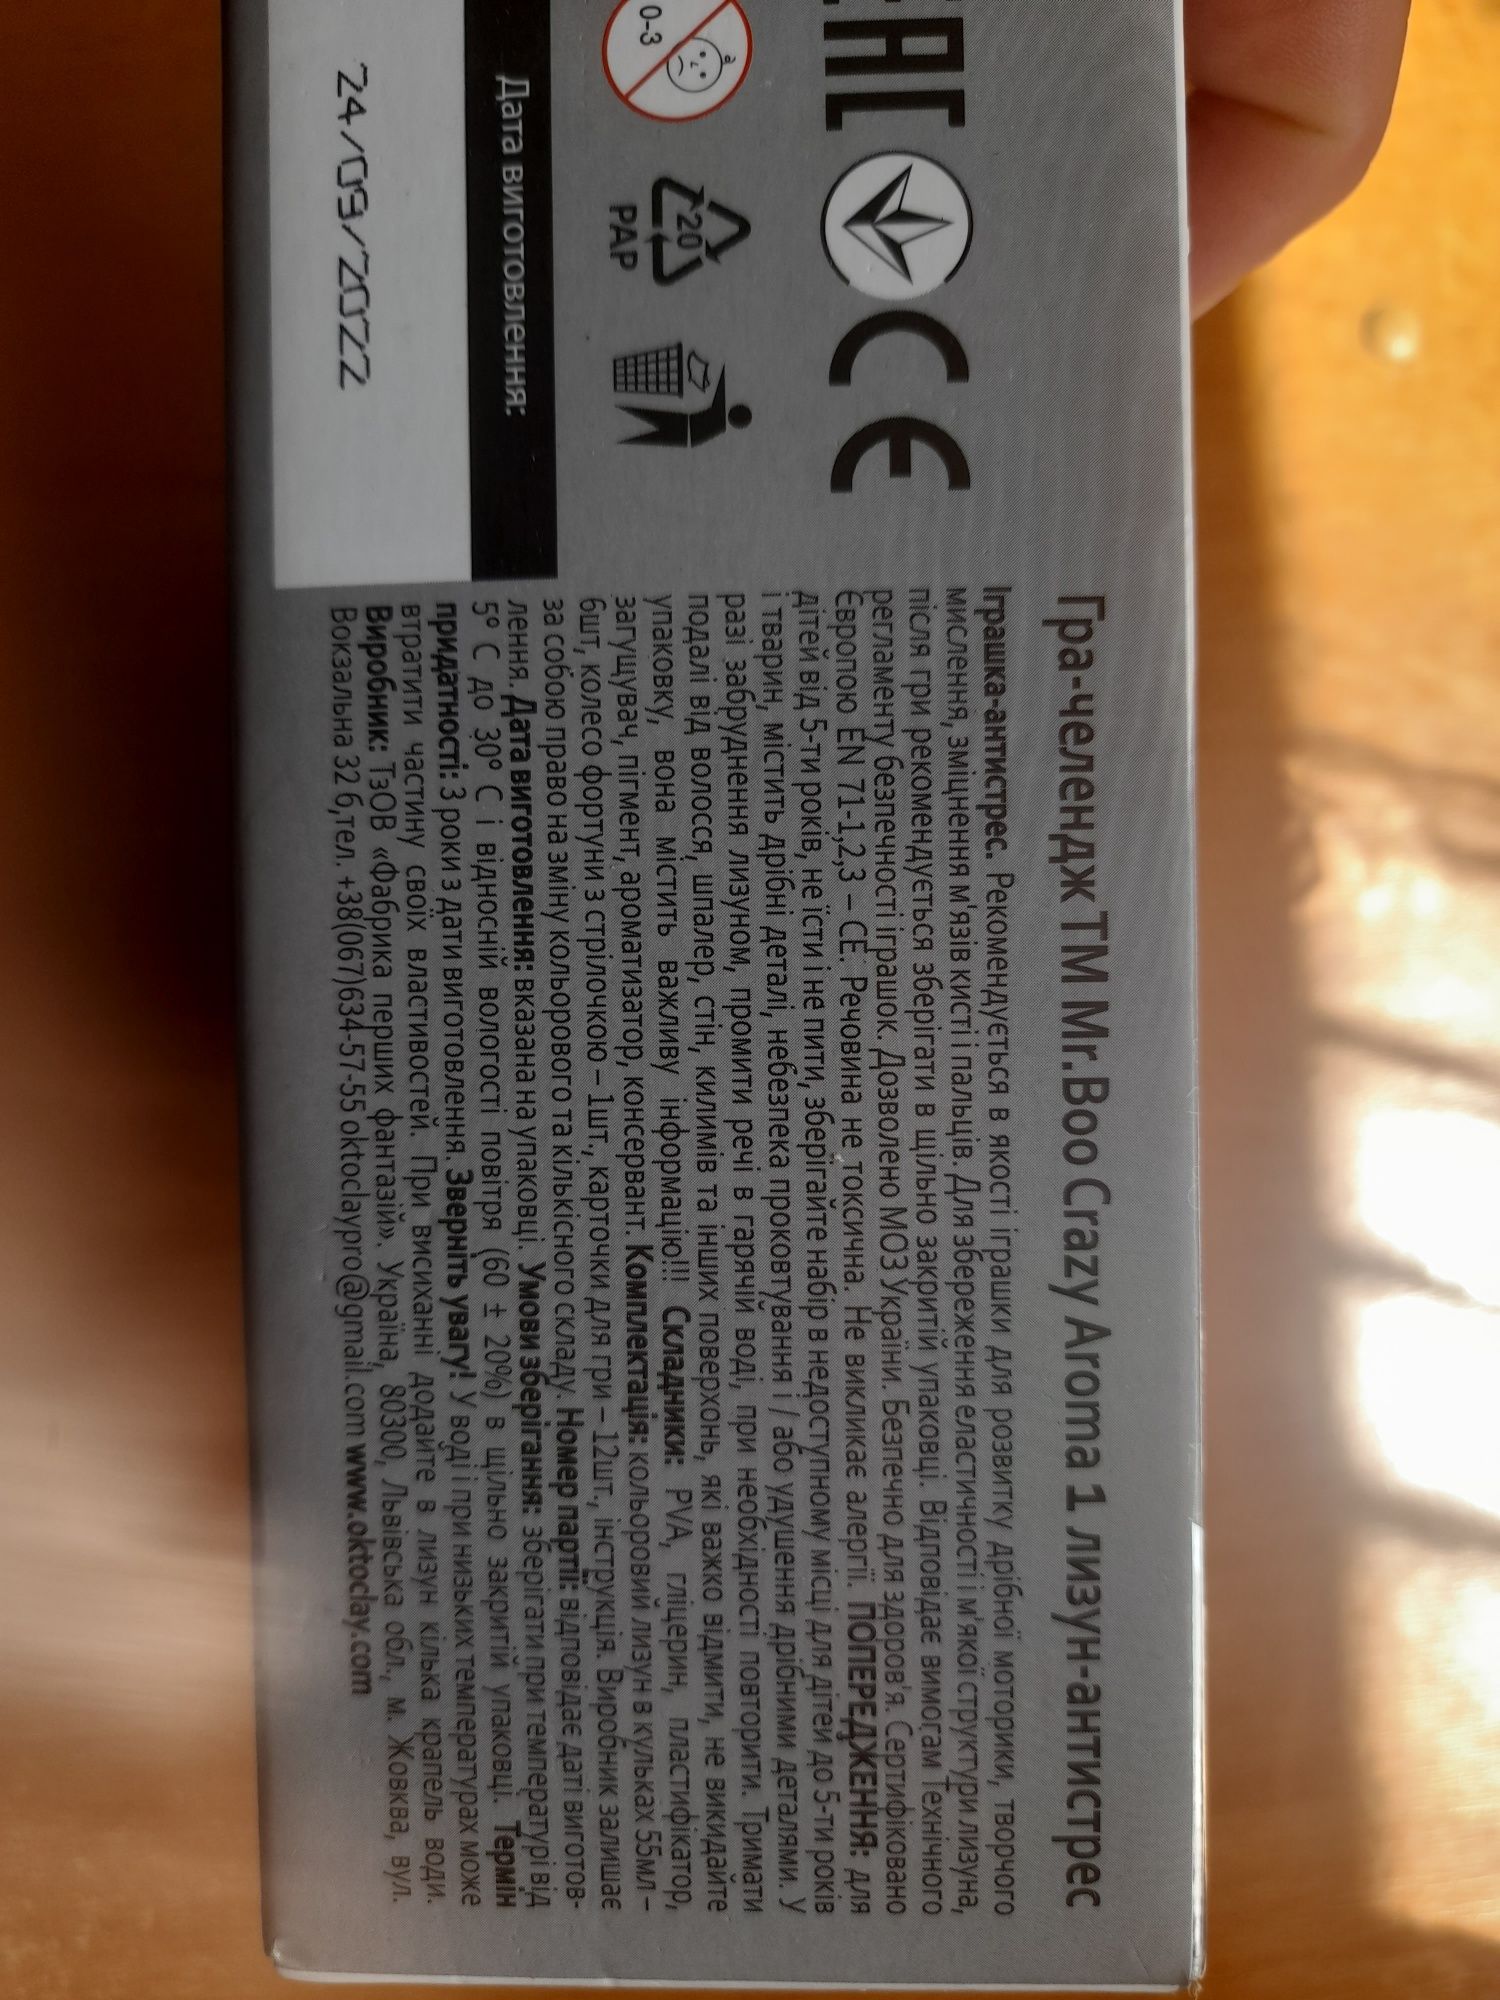 Гра-челендж ТМ Mr.Boo Crazy Aroma 1 лизун-антистрес
Іграшка-антистрес. Рекомендується в якості іграшки для розвитку дрібної моторики, творчого
мислення, зміцнення м'язів кисті і пальців. Для збереження еластичності і м'якої структури лизуна,
після гри рекомендується зберігати в щільно закритій упаковці. Відповідає вимогам Технічного
регламенту безпечності іграшок. Дозволено МОЗ України. Безпечно для здоров'я. Сертифіковано
Європою EN 71-1,2,3 – CE. Речовина не токсична. Не викликає алергії. ПОПЕРЕДЖЕННЯ: для
дітей від 5-ти років, не їсти і не пити, зберігайте набір в недоступному місці для дітей до 5-ти років
і тварин, містить дрібні деталі, небезпека проковтування і / або удушення дрібними деталями. У
разі забруднення лизуном, промити речі в гарячій воді, при необхідності повторити. Тримати
подалі від волосся, шпалер, стін, килимів та інших поверхонь, які важко відмити, не викидайте
упаковку, вона містить важливу інформацію!!! Складники: PVA, гліцерин, пластифікатор,
загущувач, пігмент, ароматизатор, консервант. Комплектація: кольоровий лизун в кульках 55мл –
6шт, колесо фортуни з стрілочкою – 1шт., карточки для гри – 12шт., інструкція. Виробник залишає
за собою право на зміну кольорового та кількісного складу. Номер партії: відповідає даті виготов-
лення. Дата виготовлення: вказана на упаковці. Умови зберігання: зберігати при температурі від
5° С до 30° С і відносній вологості повітря (60 ± 20%) в щільно закритій упаковці. Термін
придатності: 3 роки з дати виготовлення. Зверніть увагу! У воді і при низьких температурах може
втратити частину своїх властивостей. При висиханні додайте в лизун кілька крапель води.
Виробник: ТзОВ «Фабрика перших фантазій». Україна, 80300, Львівська обл., м. Жовква, вул.
Вокзальна 32 б,тел. +38(067)634-57-55 oktoclaypro@gmail.com www.oktoclay.com
EAC
CE
0-3
20
PAP
Дата виготовлення:
24/09/2022